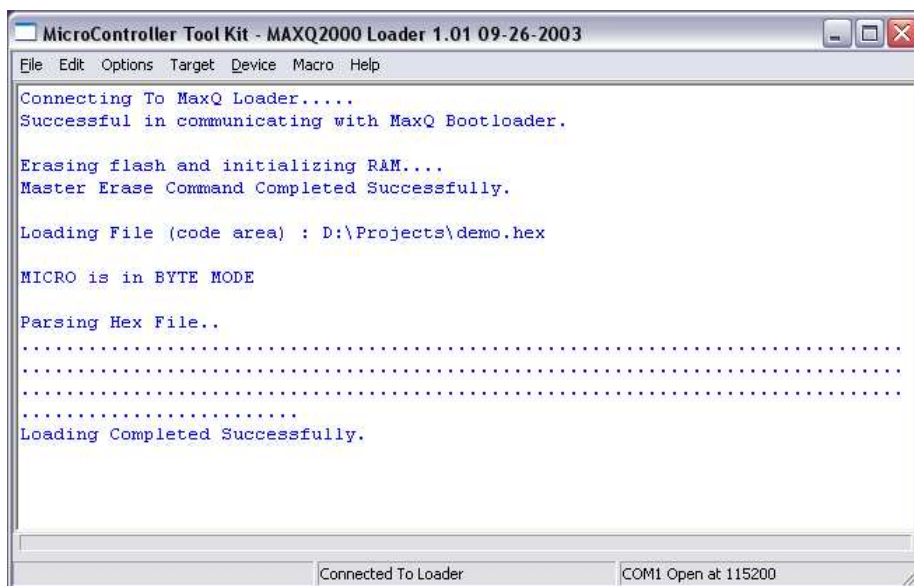 MicroController Tool Kit - MAXQ2000 Loader 1.01 09-26-2003
File Edit Options Target Device Macro Help
Connecting To MaxQ Loader.....
Successful in communicating with MaxQ Bootloader.
Erasing flash and initializing RAM....
Master Erase Command Completed Successfully.
Loading File (code area) : D:\Projects\demo.hex
MICRO is in BYTE MODE
Parsing Hex File..
................................................................................
................................................................................
................................................................................
.........................
Loading Completed Successfully.
Connected To Loader
COM1 Open at 115200